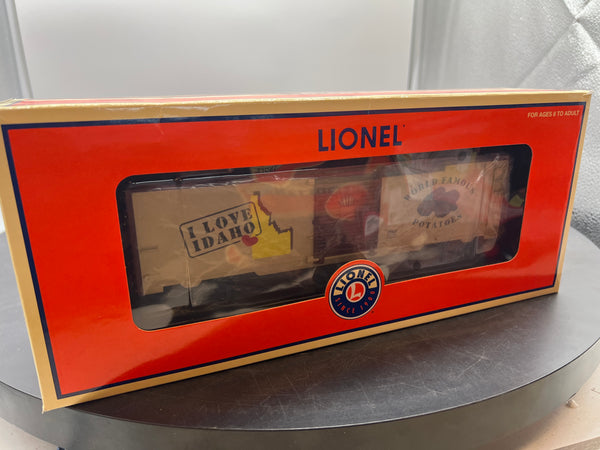 FOR AGES 8 TO ADULT
LIONEL
I LOVE
IDAHO
WORLD FAMOUS
POTATOES
LIONEL
L
SINCE 1900